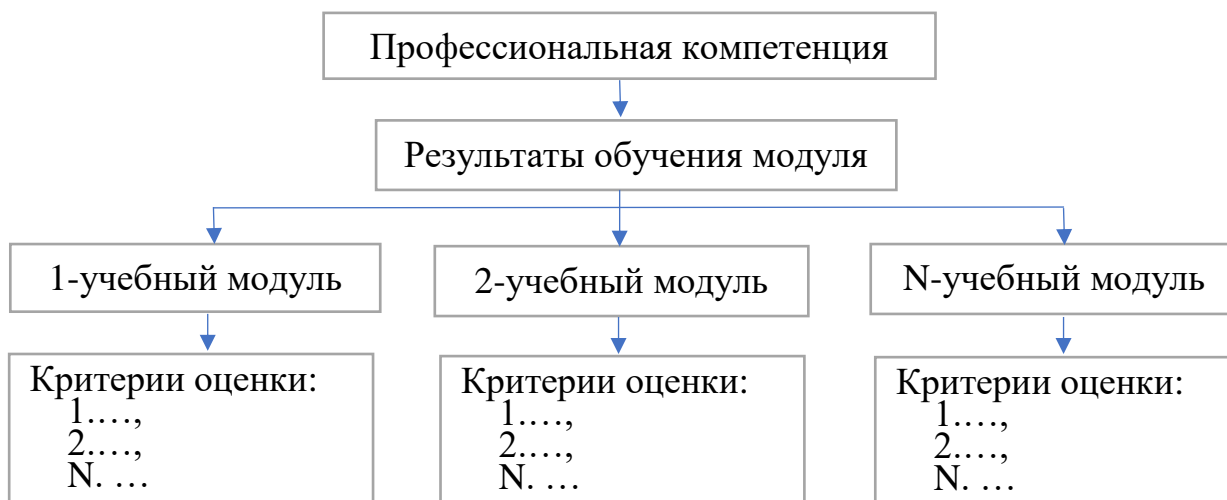 Профессиональная компетенция
Результаты обучения модуля
1-учебный модуль
2-учебный модуль
N-учебный модуль
Критерии оценки:
1.…,
2.…,
N. …
Критерии оценки:
1.…,
2.…,
N. …
Критерии оценки:
1.…,
2.…,
N. …